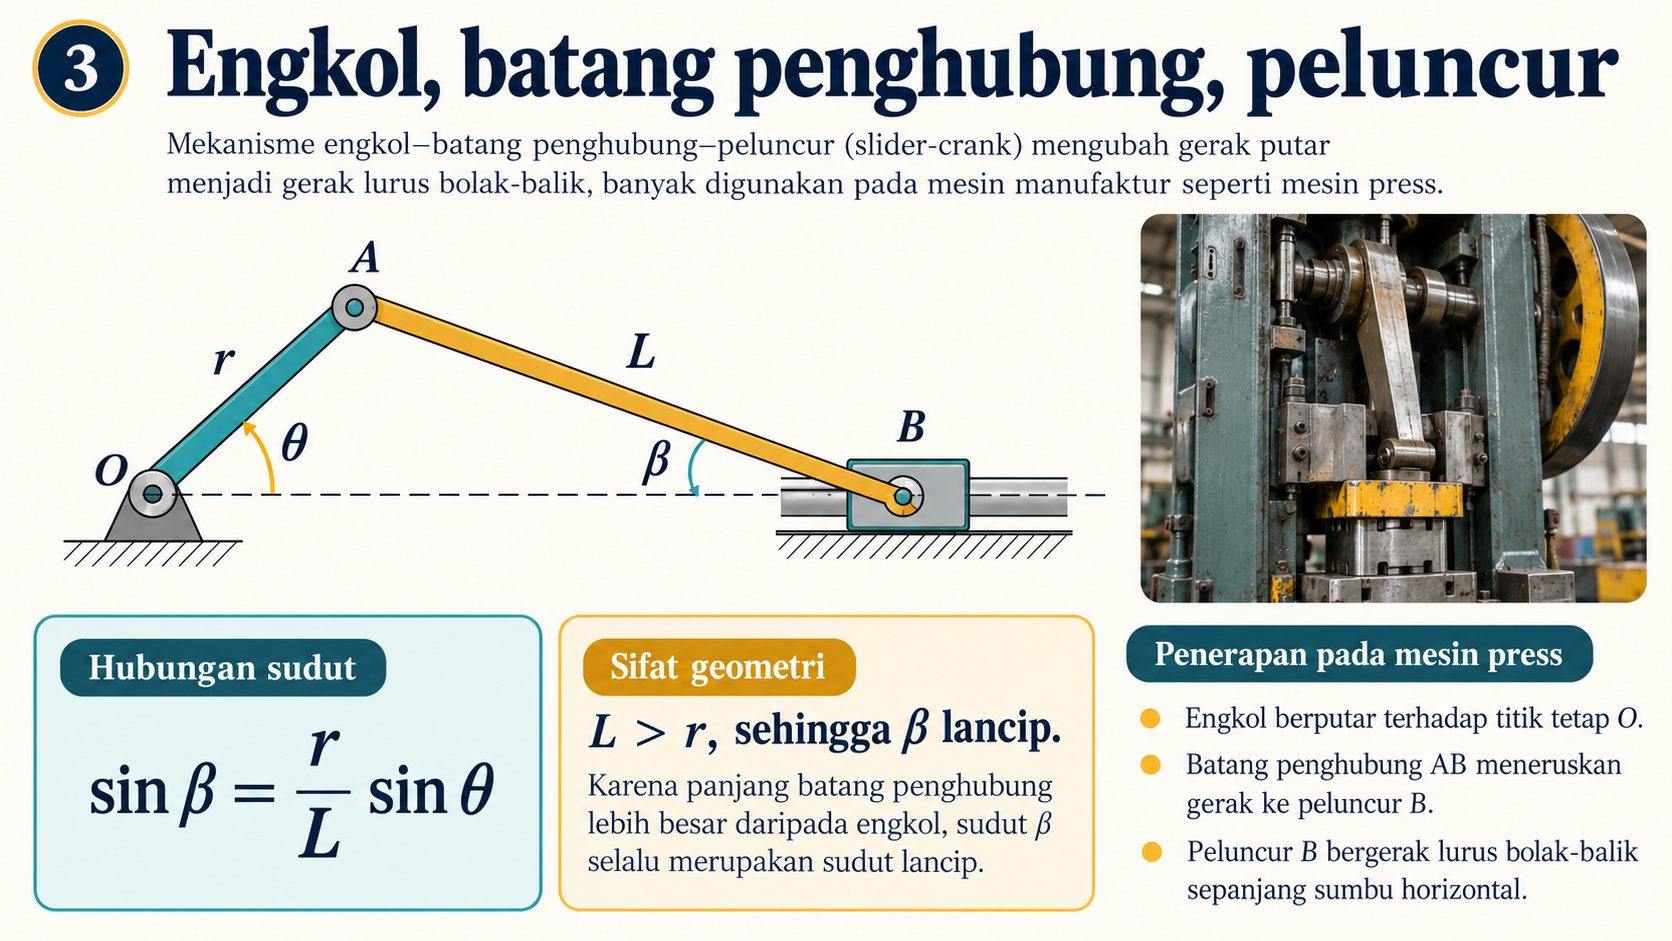 3
Engkol, batang penghubung, peluncur
Mekanisme engkol–batang penghubung–peluncur (slider-crank) mengubah gerak putar
menjadi gerak lurus bolak-balik, banyak digunakan pada mesin manufaktur seperti mesin press.
A
r
L
B
O
θ
β
Hubungan sudut
sin β = r/L sin θ
Sifat geometri
L > r, sehingga β lancip.
Karena panjang batang penghubung
lebih besar daripada engkol, sudut β
selalu merupakan sudut lancip.
Penerapan pada mesin press
Engkol berputar terhadap titik tetap O.
Batang penghubung AB meneruskan
gerak ke peluncur B.
Peluncur B bergerak lurus bolak-balik
sepanjang sumbu horizontal.